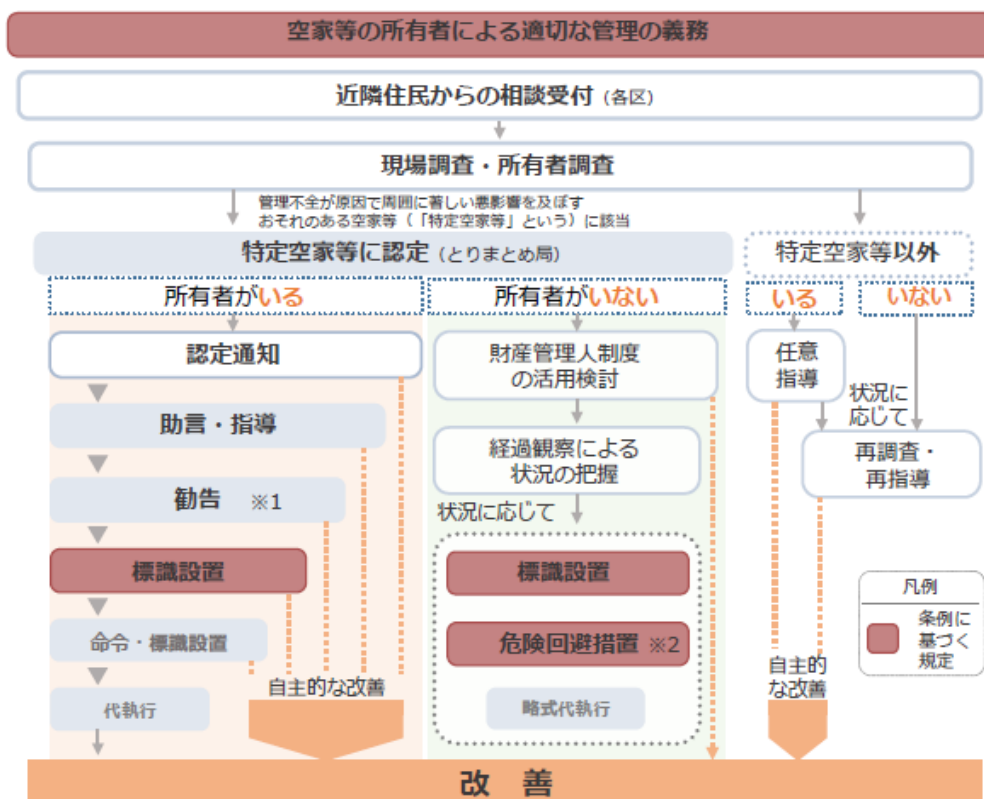 空家等の所有者による適切な管理の義務
近隣住民からの相談受付（各区）
現場調査・所有者調査
管理不全が原因で周囲に著しい悪影響を及ぼす
おそれのある空家等（「特定空家等」という）に該当
特定空家等に認定（とりまとめ局）
特定空家等以外
所有者がいる
所有者がいない
いる
いない
認定通知
助言・指導
勧告 ※1
標識設置
命令・標識設置
代執行
自主的な改善
財産管理人制度
の活用検討
経過観察による
状況の把握
状況に応じて
標識設置
危険回避措置 ※2
略式代執行
任意
指導
状況に
応じて
再調査・
再指導
自主的
な改善
凡例
条例に
基づく
規定
改 善